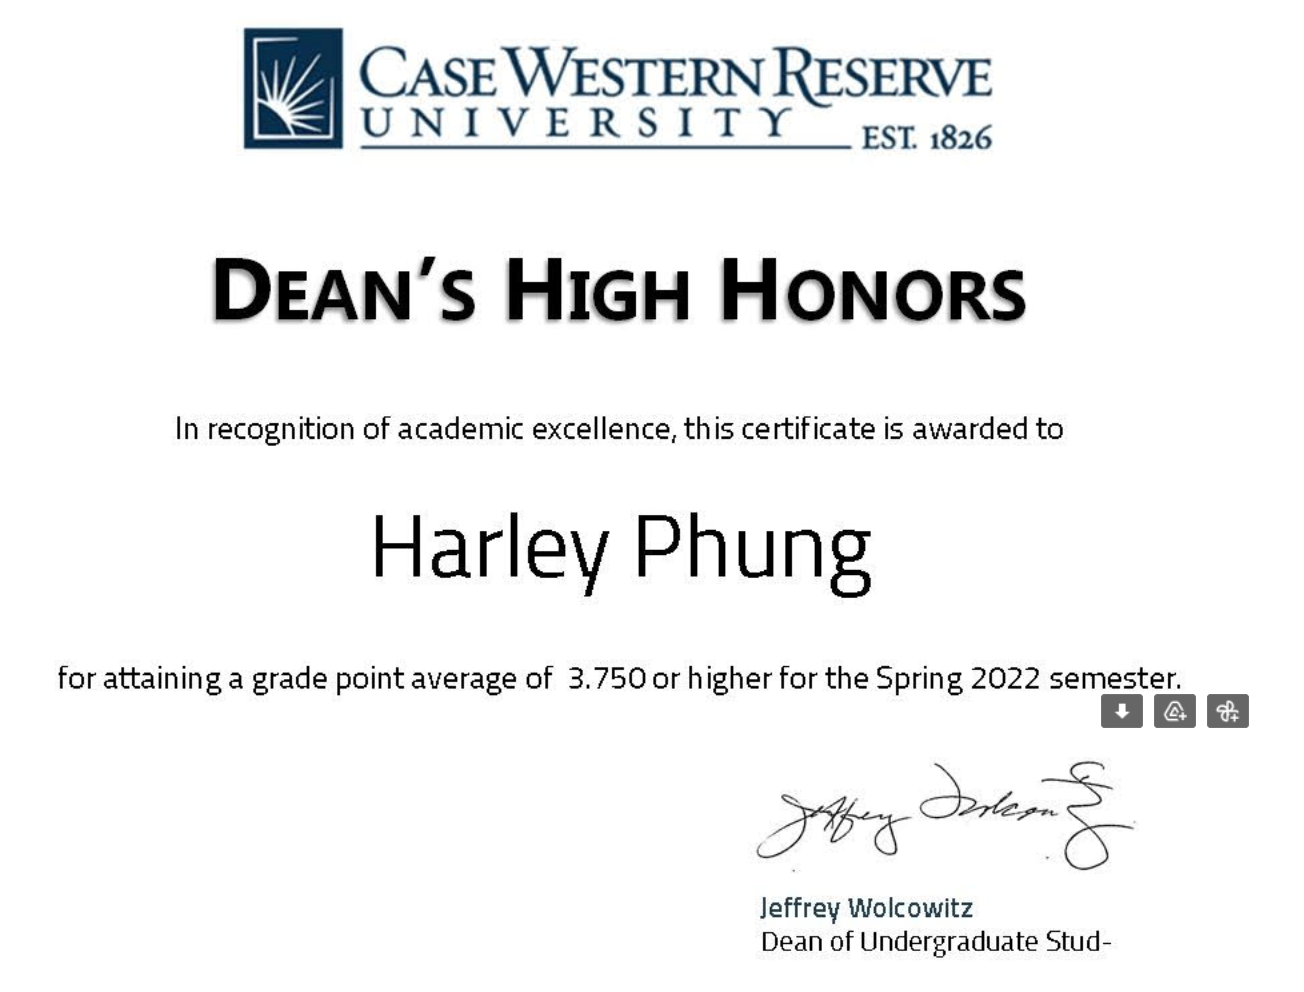 CASE WESTERN RESERVE
UNIVERSITY
EST. 1826
DEAN'S HIGH HONORS
In recognition of academic excellence, this certificate is awarded to
Harley Phung
for attaining a grade point average of 3.750 or higher for the Spring 2022 semester.
Jeffrey Wolcowitz
Jeffrey Wolcowitz
Dean of Undergraduate Stud-